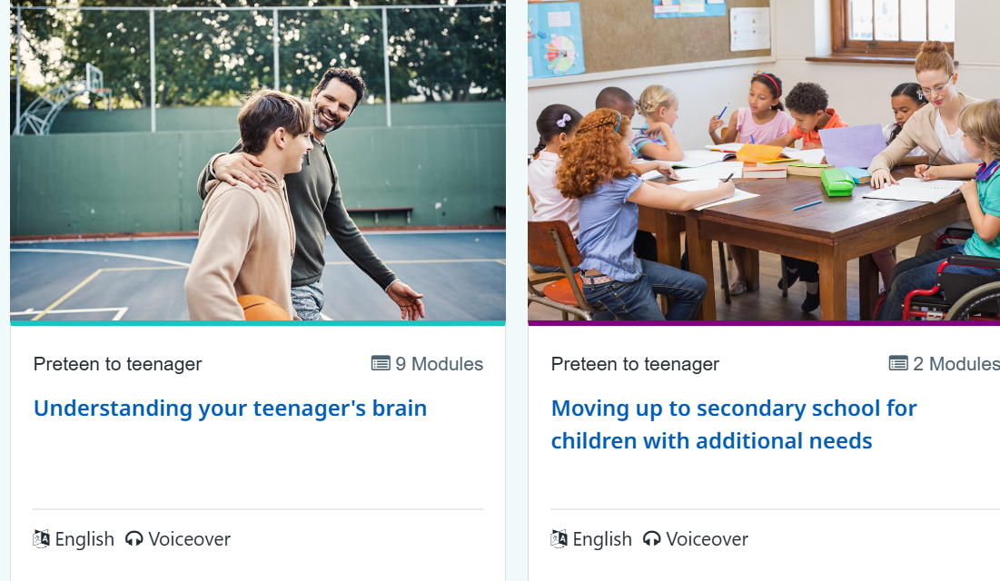 Preteen to teenager
9 Modules
Understanding your teenager's brain
English
Voiceover
Preteen to teenager
2 Modules
Moving up to secondary school for
children with additional needs
English
Voiceover